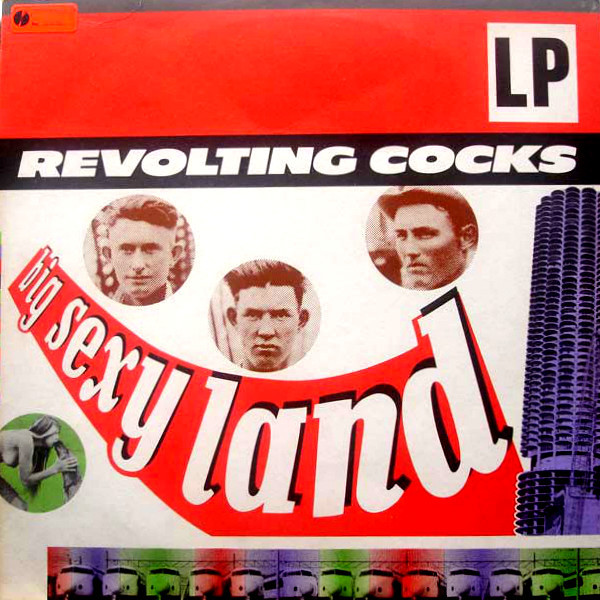 LP
REVOLTING COCKS
big sexy land